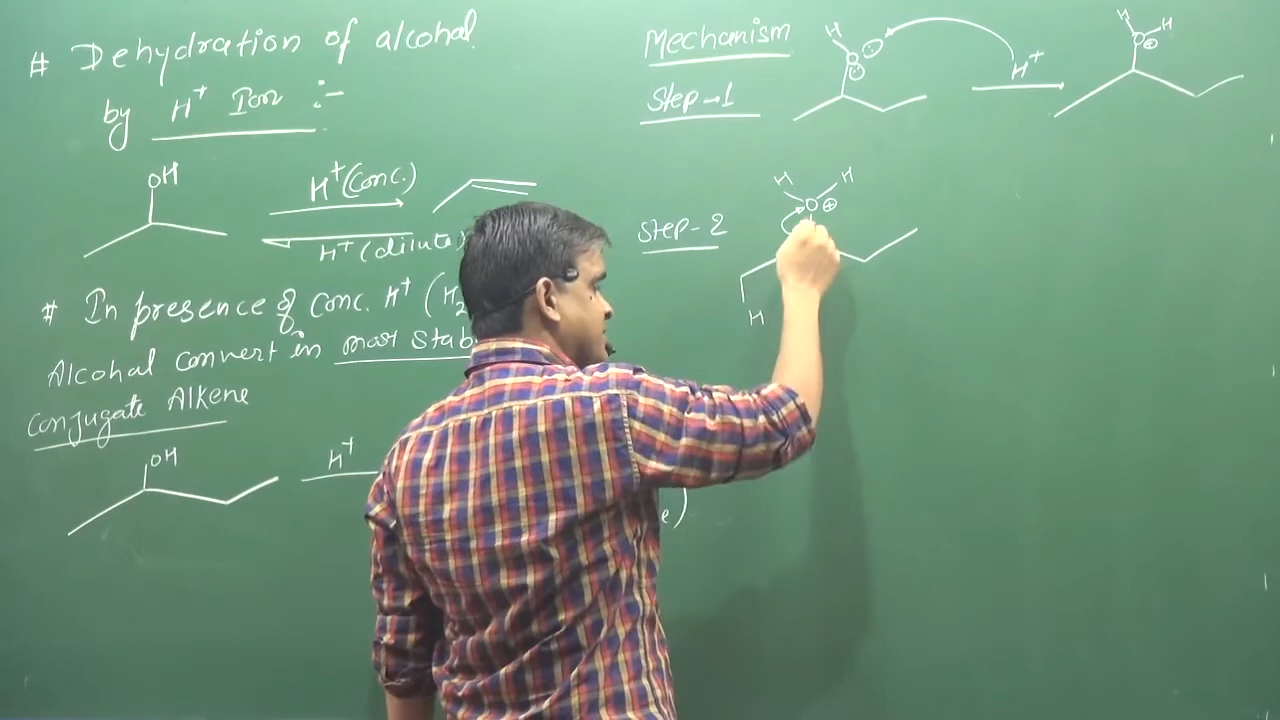 # Dehydration of alcohal
by H⁺ Ion :-
OH
H⁺(Conc.)
H⁺(dilute)
# In presence of Conc. H⁺ (H₂
Alcohal convert in most stab
Conjugate Alkene
OH
H⁺
e)
Mechanism
Step-1
H
O
H⁺
H H
O ⊕
Step-2
H H
O ⊕
H